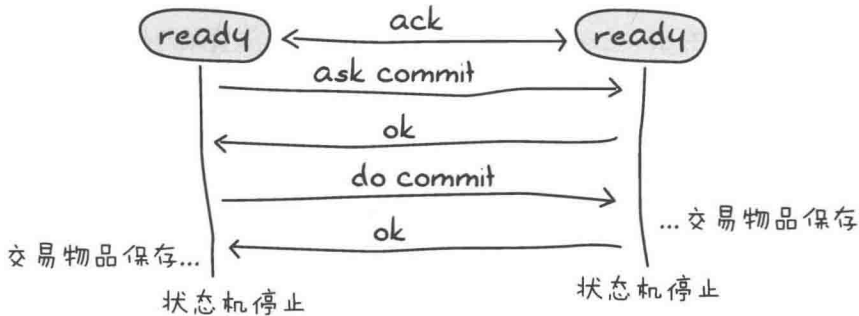 ready
ack
ready
ask commit
ok
do commit
...交易物品保存
ok
交易物品保存...
状态机停止
状态机停止